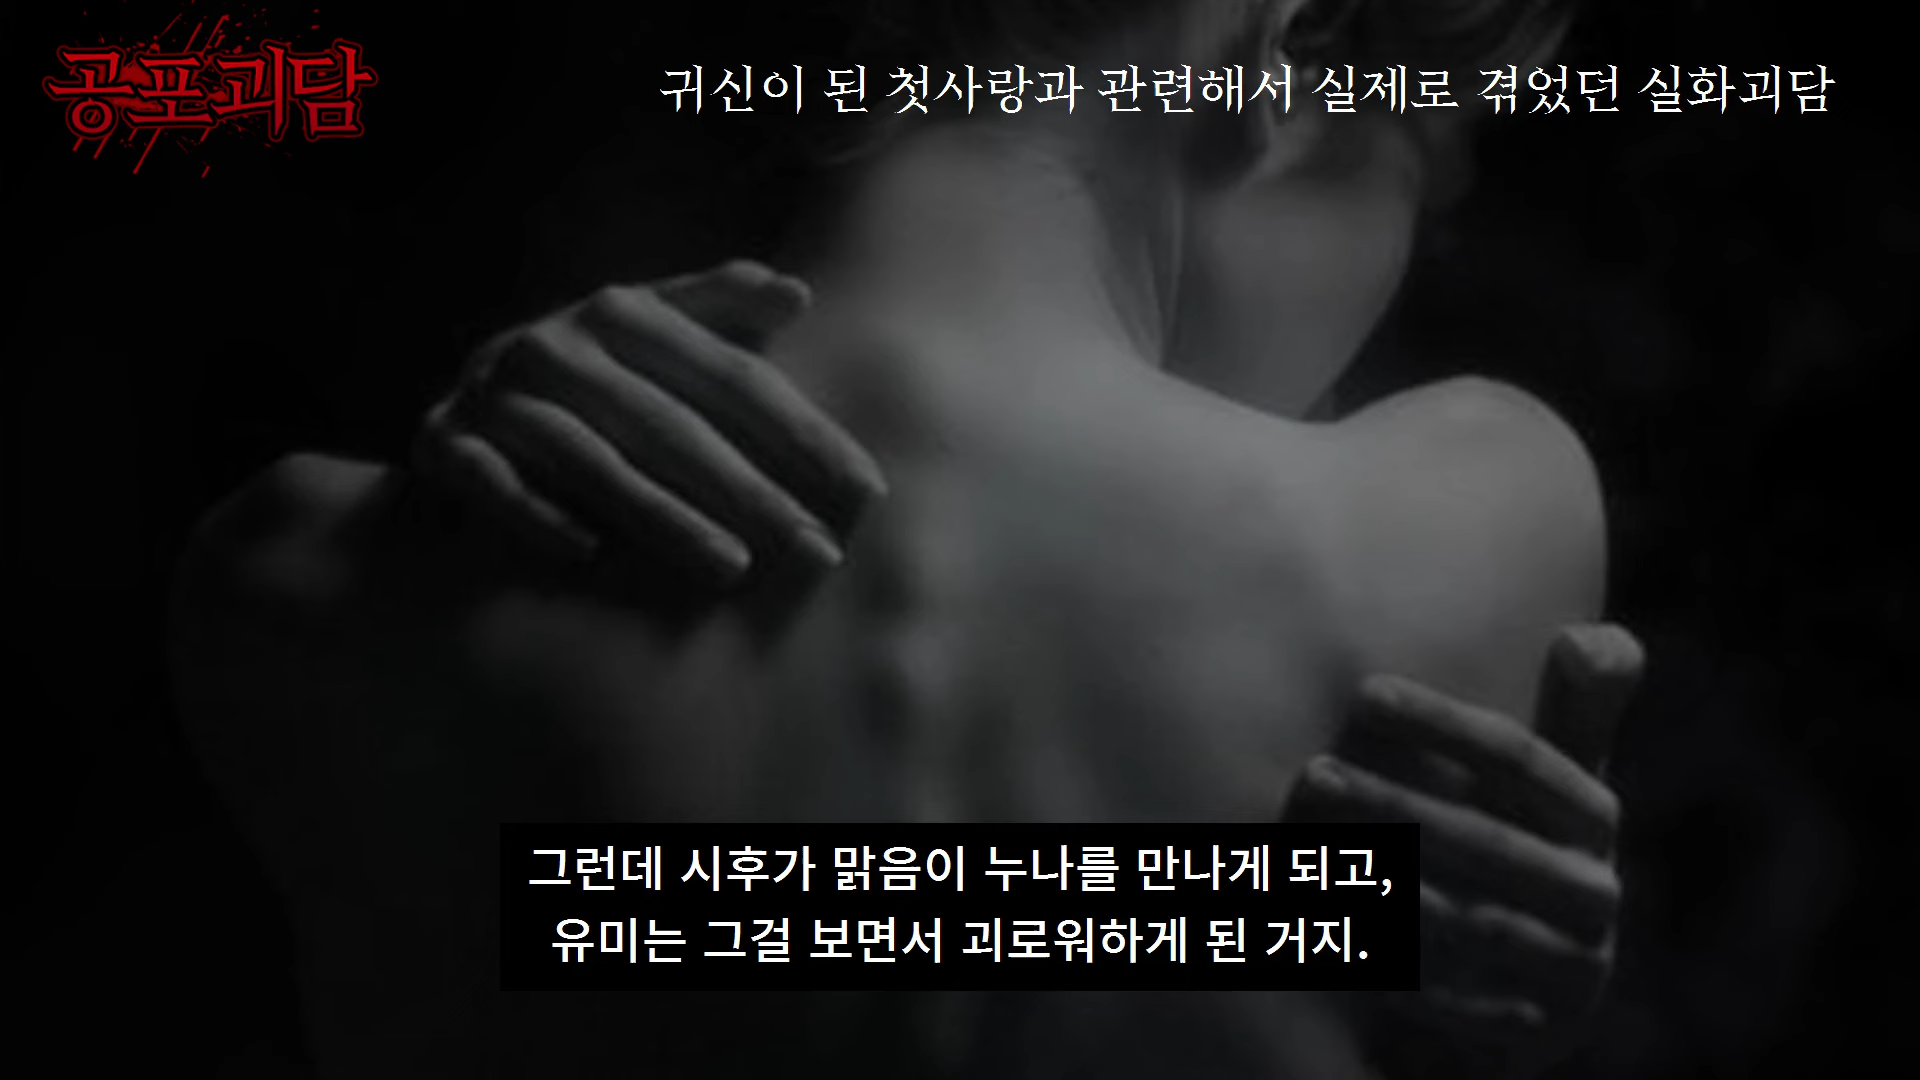 공포괴담
귀신이 된 첫사랑과 관련해서 실제로 겪었던 실화괴담
그런데 시후가 맑음이 누나를 만나게 되고,
유미는 그걸 보면서 괴로워하게 된 거지.